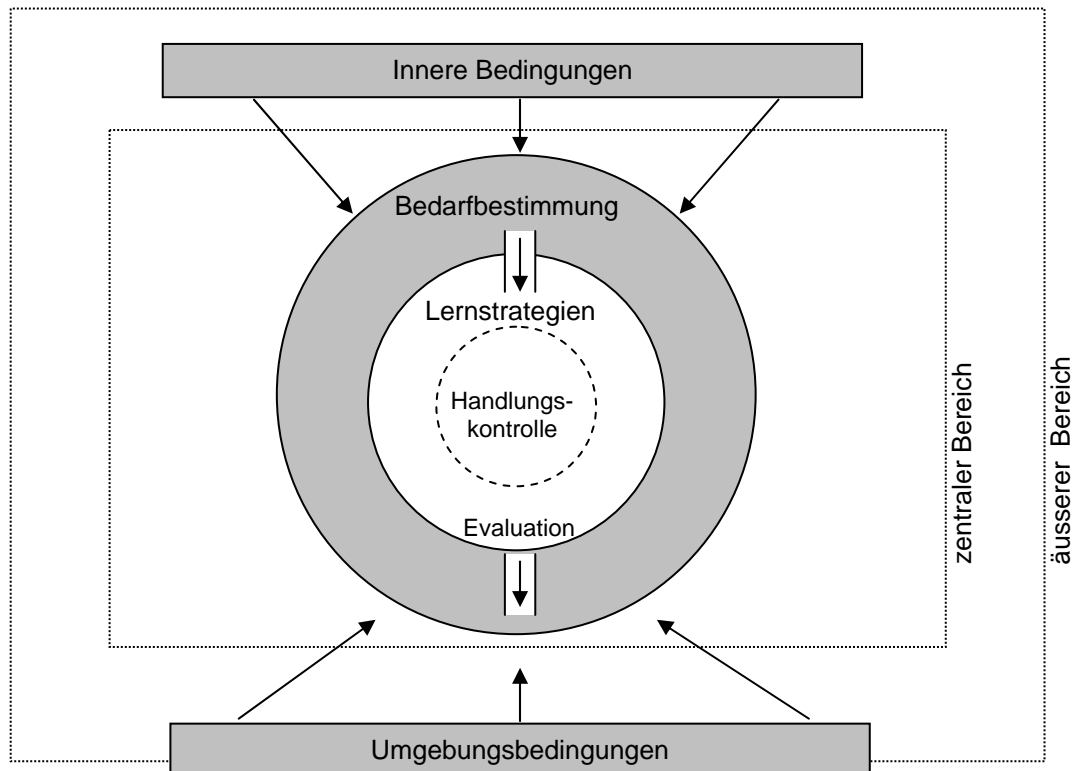 Innere Bedingungen
Bedarfbestimmung
Lernstrategien
Handlungs-
kontrolle
Evaluation
zentraler Bereich
äusserer Bereich
Umgebungsbedingungen